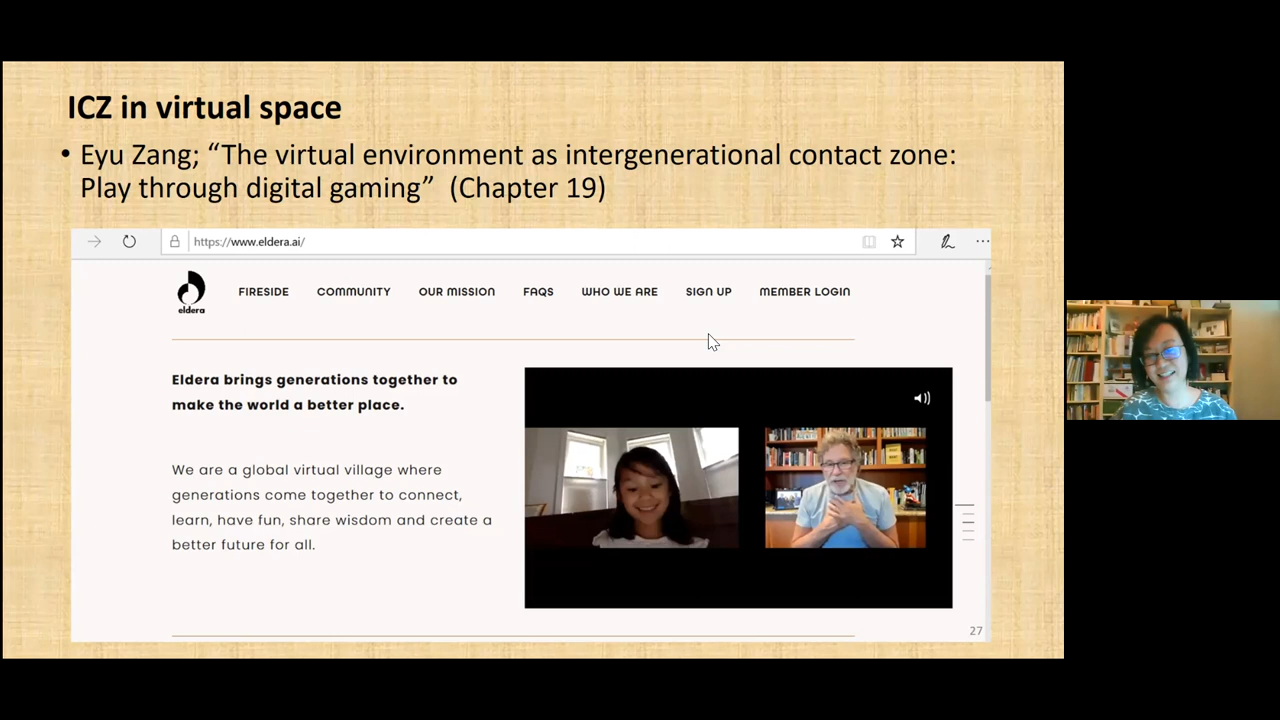 ICZ in virtual space
• Eyu Zang; “The virtual environment as intergenerational contact zone:
Play through digital gaming” (Chapter 19)
https://www.eldera.ai/
eldera
FIRESIDE COMMUNITY OUR MISSION FAQS WHO WE ARE SIGN UP MEMBER LOGIN
Eldera brings generations together to
make the world a better place.
We are a global virtual village where
generations come together to connect,
learn, have fun, share wisdom and create a
better future for all.
27